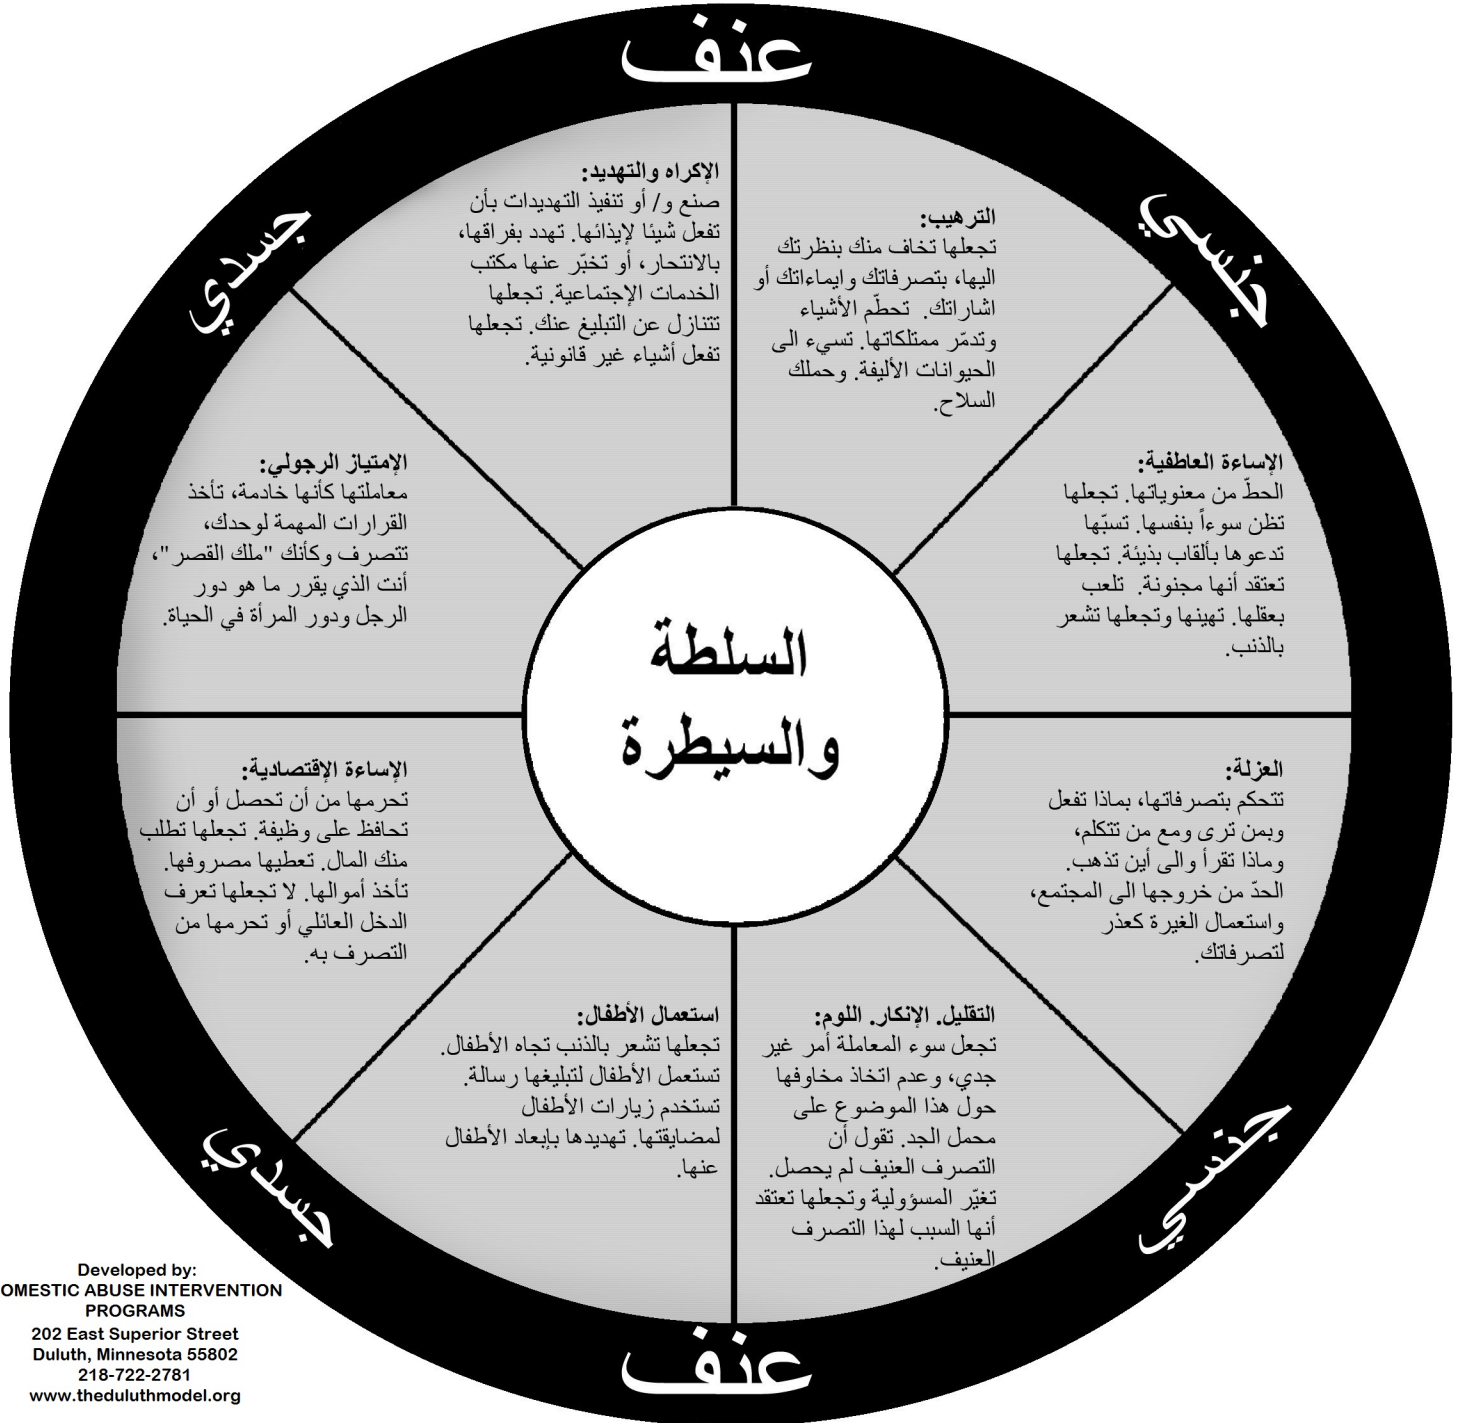 عنف
جنسي
جسدي
الإكراه والتهديد:
صنع و/ أو تنفيذ التهديدات بأن
تفعل شيئا لإيذائها. تهدد بفراقها،
بالانتحار، أو تخبّر عنها مكتب
الخدمات الإجتماعية. تجعلها
تتنازل عن التبليغ عنك. تجعلها
تفعل أشياء غير قانونية.
الترهيب:
تجعلها تخاف منك بنظرتك
اليها، بتصرفاتك وايماءاتك أو
اشاراتك. تحطّم الأشياء
وتدمّر ممتلكاتها. تسيء الى
الحيوانات الأليفة. وحملك
السلاح.
الإساءة العاطفية:
الحطّ من معنوياتها. تجعلها
تظن سوءاً بنفسها. تسبّها
تدعوها بألقاب بذيئة. تجعلها
تعتقد أنها مجنونة. تلعب
بعقلها. تهينها وتجعلها تشعر
بالذنب.
العزلة:
تتحكم بتصرفاتها، بماذا تفعل
وبمن ترى ومع من تتكلم،
وماذا تقرأ والى أين تذهب.
الحدّ من خروجها الى المجتمع،
واستعمال الغيرة كعذر
لتصرفاتك.
التقليل. الإنكار. اللوم:
تجعل سوء المعاملة أمر غير
جدي، وعدم اتخاذ مخاوفها
حول هذا الموضوع على
محمل الجد. تقول أن
التصرف العنيف لم يحصل.
تغيّر المسؤولية وتجعلها تعتقد
أنها السبب لهذا التصرف
العنيف.
استعمال الأطفال:
تجعلها تشعر بالذنب تجاه الأطفال.
تستعمل الأطفال لتبليغها رسالة.
تستخدم زيارات الأطفال
لمضايقتها. تهديدها بإبعاد الأطفال
عنها.
الإساءة الإقتصادية:
تحرمها من أن تحصل أو أن
تحافظ على وظيفة. تجعلها تطلب
منك المال. تعطيها مصروفها.
تأخذ أموالها. لا تجعلها تعرف
الدخل العائلي أو تحرمها من
التصرف به.
الإمتياز الرجولي:
معاملتها كأنها خادمة، تأخذ
القرارات المهمة لوحدك،
تتصرف وكأنك "ملك القصر"،
أنت الذي يقرر ما هو دور
الرجل ودور المرأة في الحياة.
السلطة
والسيطرة
جنسي
جسدي
عنف
Developed by:
OMESTIC ABUSE INTERVENTION
PROGRAMS
202 East Superior Street
Duluth, Minnesota 55802
218-722-2781
www.theduluthmodel.org